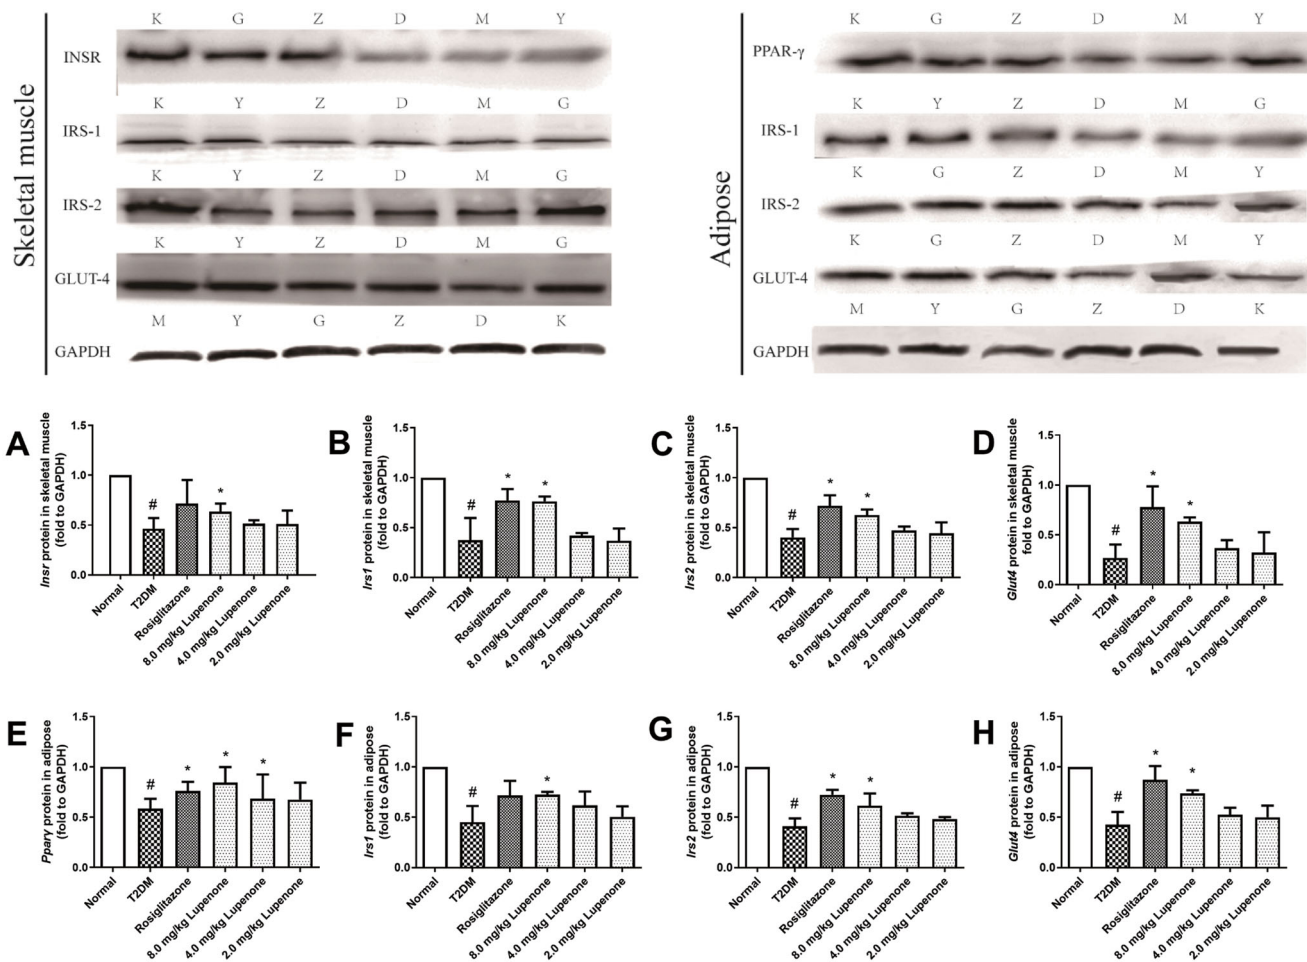 Skeletal muscle
K G Z D M Y
INSR
K Y Z D M G
IRS-1
K Y Z D M G
IRS-2
K Y Z D M G
GLUT-4
M Y G Z D K
GAPDH
Adipose
K G Z D M Y
PPAR-γ
K Y Z D M G
IRS-1
K G Z D M Y
IRS-2
K G Z D M Y
GLUT-4
M Y G Z D K
GAPDH
A
Insr protein in skeletal muscle
(fold to GAPDH)
1.5
1.0
0.5
0.0
#
*
Normal
T2DM
Rosiglitazone
8.0 mg/kg Lupenone
4.0 mg/kg Lupenone
2.0 mg/kg Lupenone
B
Irs1 protein in skeletal muscle
(fold to GAPDH)
1.5
1.0
0.5
0.0
#
*
*
Normal
T2DM
Rosiglitazone
8.0 mg/kg Lupenone
4.0 mg/kg Lupenone
2.0 mg/kg Lupenone
C
Irs2 protein in skeletal muscle
(fold to GAPDH)
1.5
1.0
0.5
0.0
#
*
*
Normal
T2DM
Rosiglitazone
8.0 mg/kg Lupenone
4.0 mg/kg Lupenone
2.0 mg/kg Lupenone
D
Glut4 protein in skeletal muscle
fold to GAPDH)
1.5
1.0
0.5
0.0
#
*
*
Normal
T2DM
Rosiglitazone
8.0 mg/kg Lupenone
4.0 mg/kg Lupenone
2.0 mg/kg Lupenone
E
Pparγ protein in adipose
(fold to GAPDH)
1.5
1.0
0.5
0.0
#
*
*
*
Normal
T2DM
Rosiglitazone
8.0 mg/kg Lupenone
4.0 mg/kg Lupenone
2.0 mg/kg Lupenone
F
Irs1 protein in adipose
(fold to GAPDH)
1.5
1.0
0.5
0.0
#
*
Normal
T2DM
Rosiglitazone
8.0 mg/kg Lupenone
4.0 mg/kg Lupenone
2.0 mg/kg Lupenone
G
Irs2 protein in adipose
(fold to GAPDH)
1.5
1.0
0.5
0.0
#
*
*
Normal
T2DM
Rosiglitazone
8.0 mg/kg Lupenone
4.0 mg/kg Lupenone
2.0 mg/kg Lupenone
H
Glut4 protein in adipose
(fold to GAPDH)
1.5
1.0
0.5
0.0
#
*
*
Normal
T2DM
Rosiglitazone
8.0 mg/kg Lupenone
4.0 mg/kg Lupenone
2.0 mg/kg Lupenone